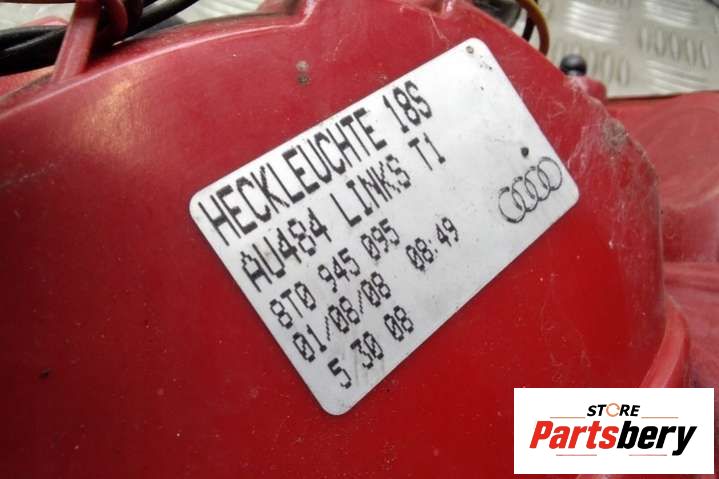 HECKLEUCHTE 18S
AU484 LINKS T1
8T0 945 095
01/08/08 08:49
5 30 08
STORE
Partsbery